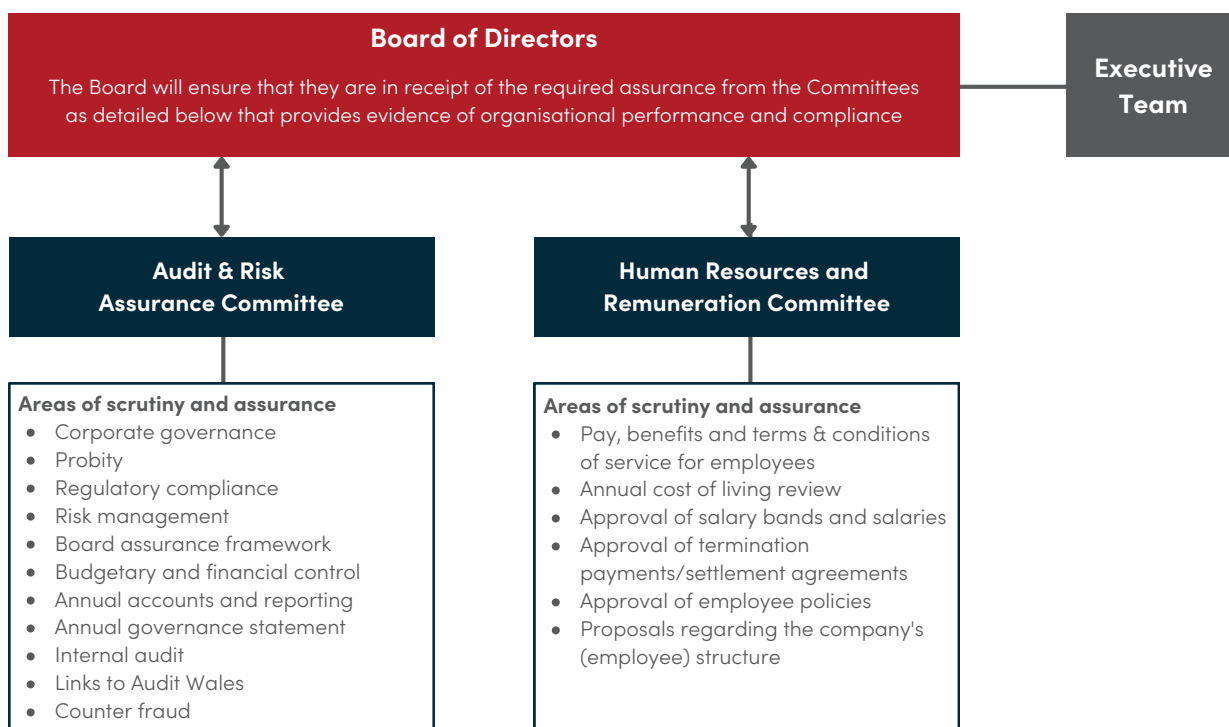 Board of Directors
The Board will ensure that they are in receipt of the required assurance from the Committees
as detailed below that provides evidence of organisational performance and compliance
Executive
Team
Audit & Risk
Assurance Committee
Human Resources and
Remuneration Committee
Areas of scrutiny and assurance
• Corporate governance
• Probity
• Regulatory compliance
• Risk management
• Board assurance framework
• Budgetary and financial control
• Annual accounts and reporting
• Annual governance statement
• Internal audit
• Links to Audit Wales
• Counter fraud
Areas of scrutiny and assurance
• Pay, benefits and terms & conditions
of service for employees
• Annual cost of living review
• Approval of salary bands and salaries
• Approval of termination
payments/settlement agreements
• Approval of employee policies
• Proposals regarding the company's
(employee) structure